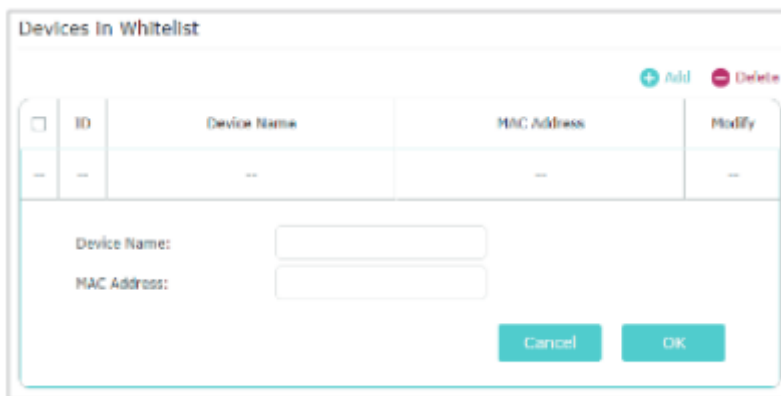 Devices in Whitelist
Add Delete
ID Device Name MAC Address Modify
-- -- -- -- --
Device Name:
MAC Address:
Cancel OK